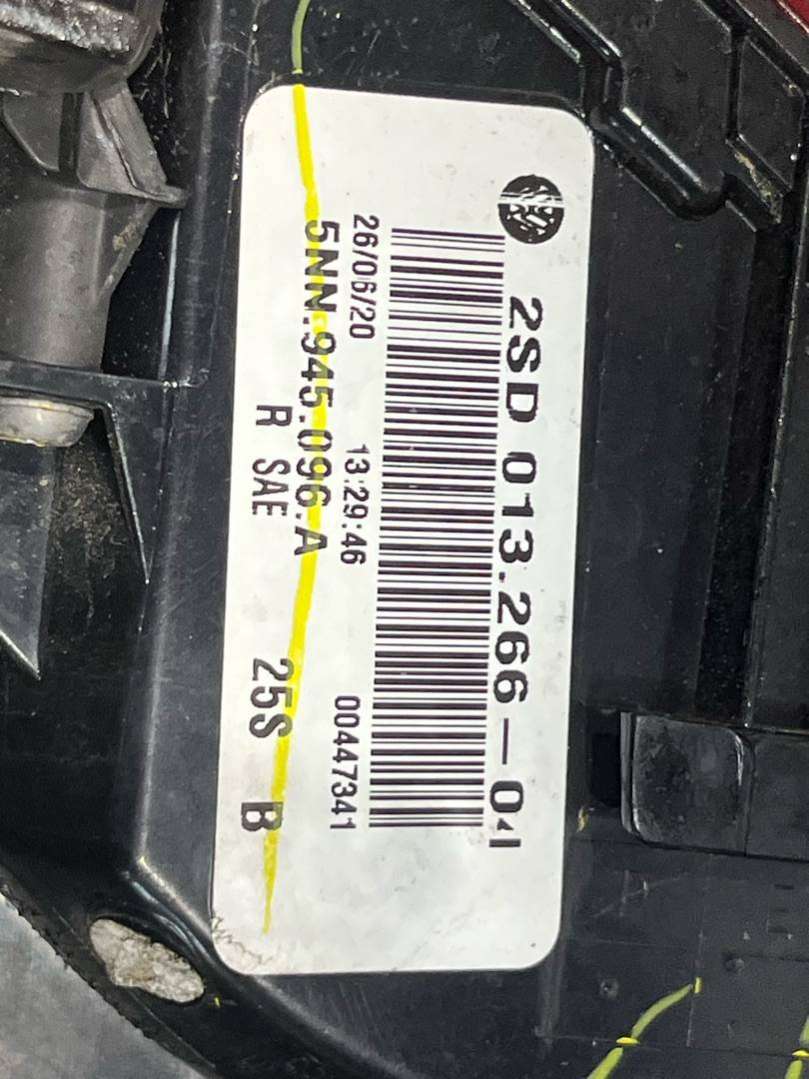 2SD 013.266-04
26/06/20 13:29:46 00447341
5NN.945.096.A
R SAE 25S B